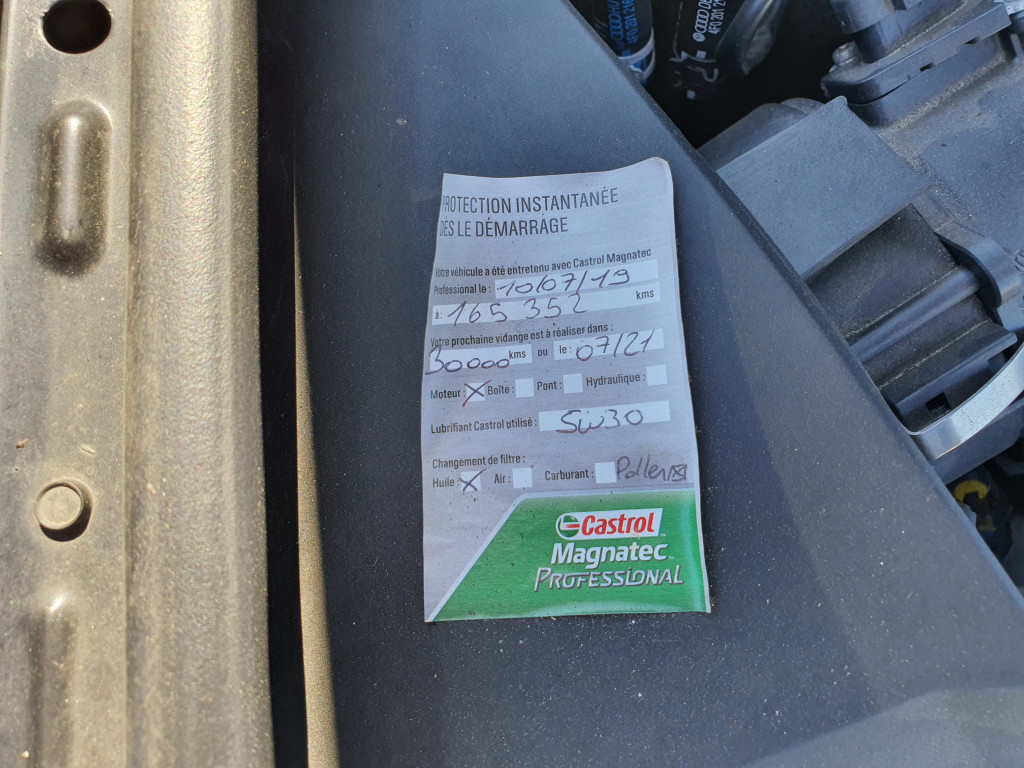 PROTECTION INSTANTANÉE
DÈS LE DÉMARRAGE
Votre véhicule a été entretenu avec Castrol Magnatec
Professional le : 10/07/19
à : 165 352 kms
Votre prochaine vidange est à réaliser dans :
30000 kms ou le : 07/21
Moteur : X Boîte : Pont : Hydraulique :
Lubrifiant Castrol utilisé : 5W30
Changement de filtre :
Huile : X Air : Carburant : Pollen X
Castrol
Magnatec
PROFESSIONAL